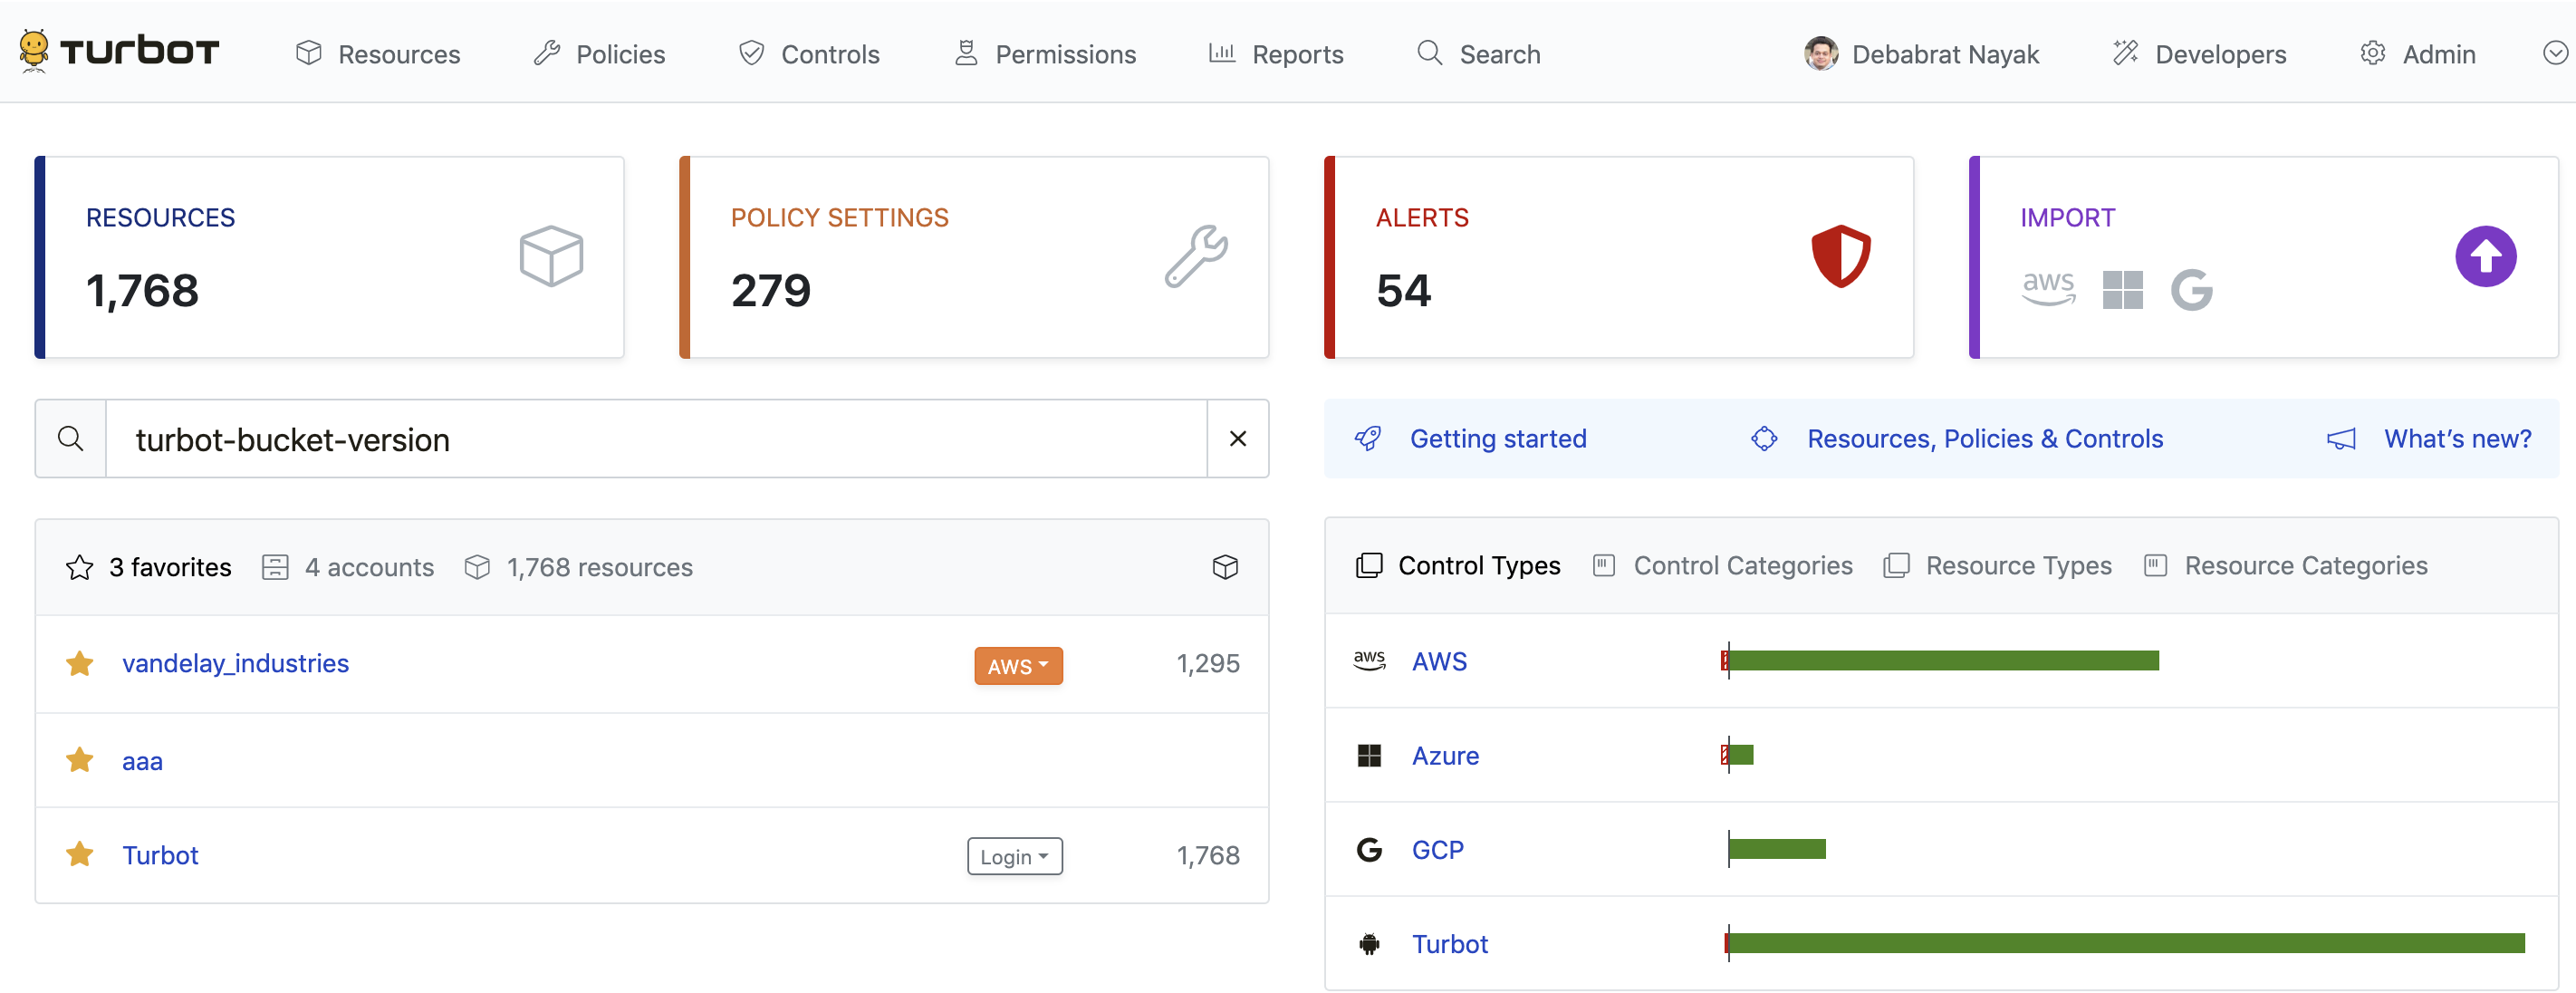 TURBOT Resources Policies Controls Permissions Reports Search Debabrat Nayak Developers Admin
RESOURCES
1,768
POLICY SETTINGS
279
ALERTS
54
IMPORT
aws
turbot-bucket-version
Getting started Resources, Policies & Controls What’s new?
3 favorites 4 accounts 1,768 resources
vandelay_industries AWS 1,295
aaa
Turbot Login 1,768
Control Types Control Categories Resource Types Resource Categories
aws AWS
Azure
GCP
Turbot